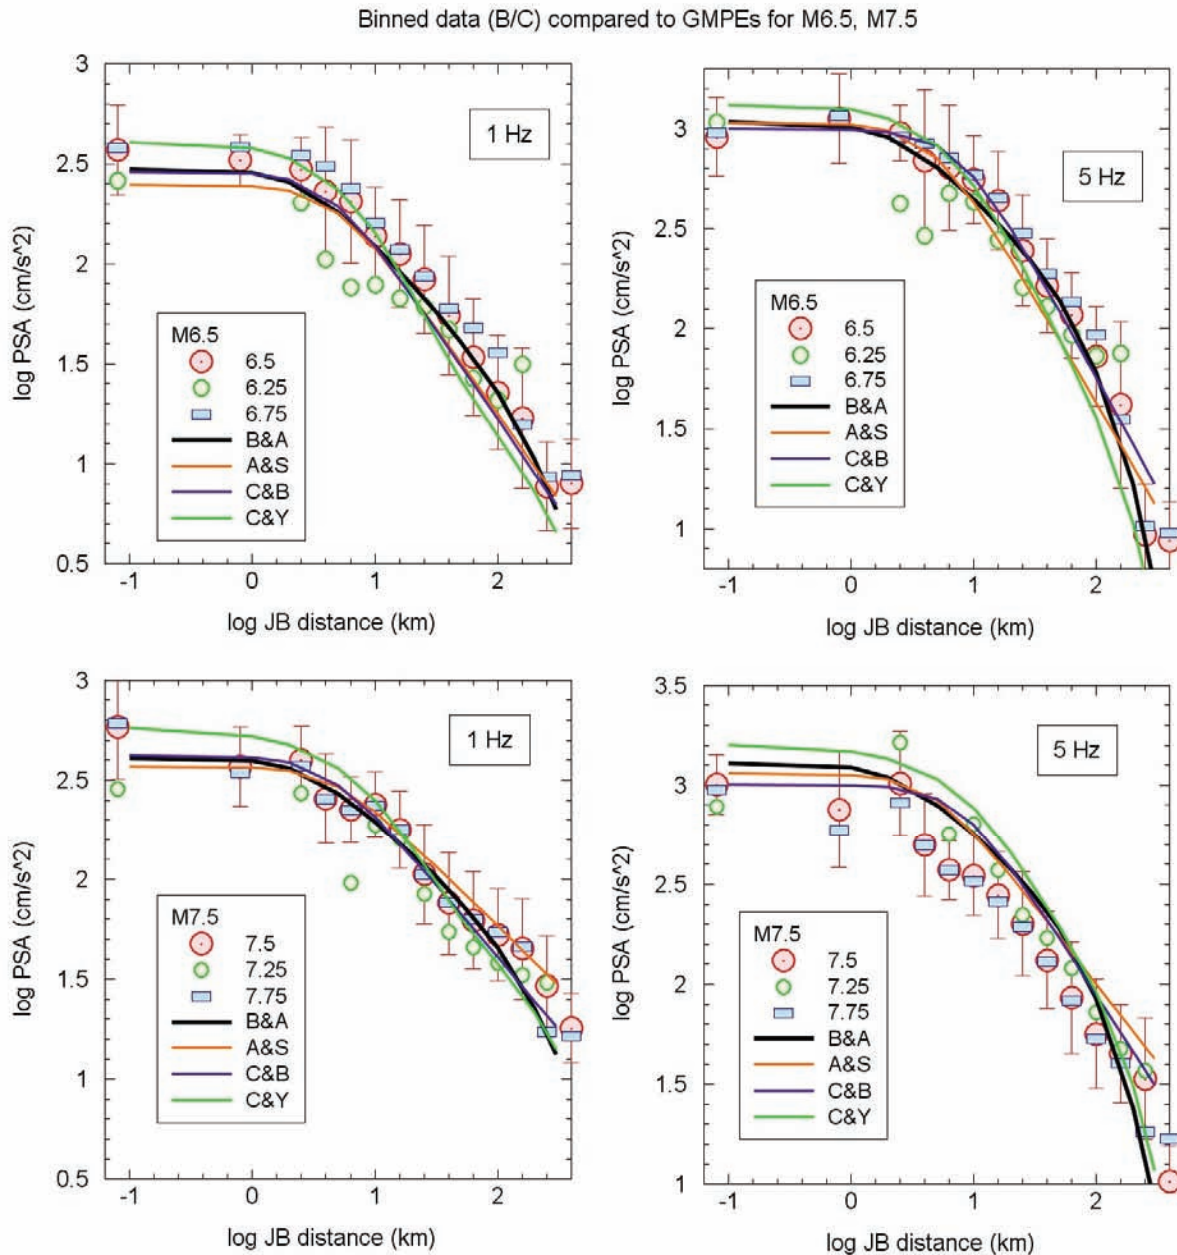 Binned data (B/C) compared to GMPEs for M6.5, M7.5
3
2.5
2
1.5
1
0.5
log PSA (cm/s^2)
1 Hz
M6.5
6.5
6.25
6.75
B&A
A&S
C&B
C&Y
-1
0
1
2
log JB distance (km)
3
2.5
2
1.5
1
log PSA (cm/s^2)
5 Hz
M6.5
6.5
6.25
6.75
B&A
A&S
C&B
C&Y
-1
0
1
2
log JB distance (km)
3
2.5
2
1.5
1
0.5
log PSA (cm/s^2)
1 Hz
M7.5
7.5
7.25
7.75
B&A
A&S
C&B
C&Y
-1
0
1
2
log JB distance (km)
3.5
3
2.5
2
1.5
1
log PSA (cm/s^2)
5 Hz
M7.5
7.5
7.25
7.75
B&A
A&S
C&B
C&Y
-1
0
1
2
log JB distance (km)